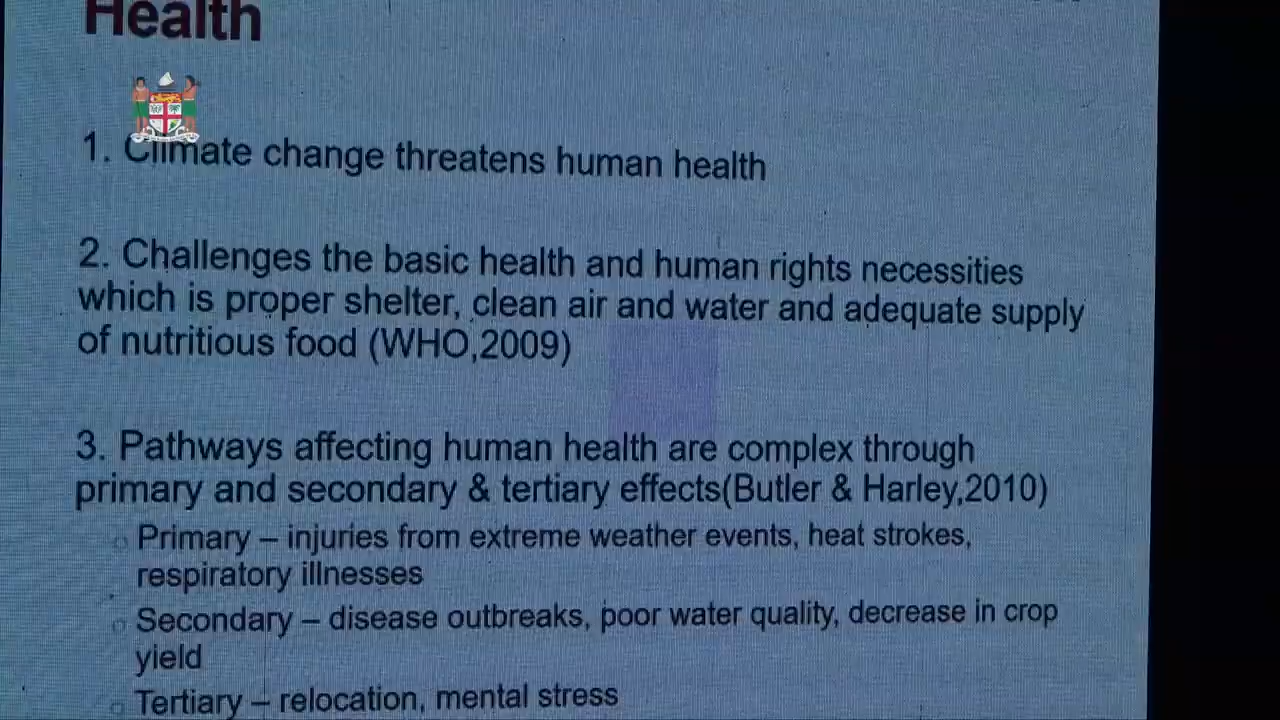 Health
1. Climate change threatens human health
2. Challenges the basic health and human rights necessities
which is proper shelter, clean air and water and adequate supply
of nutritious food (WHO,2009)
3. Pathways affecting human health are complex through
primary and secondary & tertiary effects(Butler & Harley,2010)
o Primary – injuries from extreme weather events, heat strokes,
respiratory illnesses
o Secondary – disease outbreaks, poor water quality, decrease in crop
yield
o Tertiary – relocation, mental stress